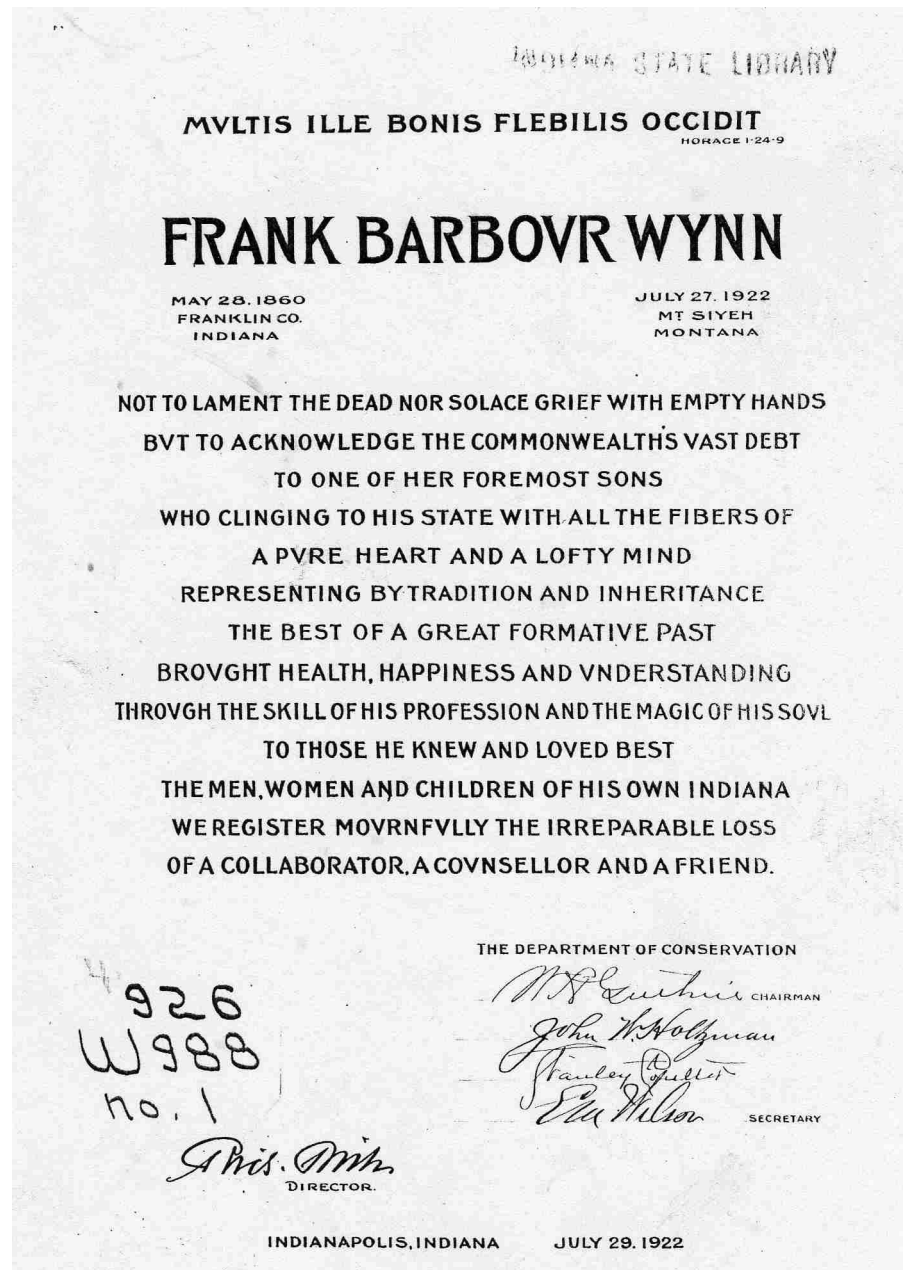 INDIANA STATE LIBRARY
MVLTIS ILLE BONIS FLEBILIS OCCIDIT
HORACE 1-24-9
FRANK BARBOVR WYNN
MAY 28. 1860
FRANKLIN CO.
INDIANA
JULY 27. 1922
MT SIYEH
MONTANA
NOT TO LAMENT THE DEAD NOR SOLACE GRIEF WITH EMPTY HANDS
BVT TO ACKNOWLEDGE THE COMMONWEALTH'S VAST DEBT
TO ONE OF HER FOREMOST SONS
WHO CLINGING TO HIS STATE WITH ALL THE FIBERS OF
A PVRE HEART AND A LOFTY MIND
REPRESENTING BY TRADITION AND INHERITANCE
THE BEST OF A GREAT FORMATIVE PAST
BROVGHT HEALTH, HAPPINESS AND VNDERSTANDING
THROVGH THE SKILL OF HIS PROFESSION AND THE MAGIC OF HIS SOVL
TO THOSE HE KNEW AND LOVED BEST
THE MEN, WOMEN AND CHILDREN OF HIS OWN INDIANA
WE REGISTER MOVRNFVLLY THE IRREPARABLE LOSS
OF A COLLABORATOR, A COVNSELLOR AND A FRIEND.
THE DEPARTMENT OF CONSERVATION
W A Guthrie CHAIRMAN
John W. Holtzman
Stanley Coulter
Wilson SECRETARY
926
W988
no. 1
DIRECTOR.
INDIANAPOLIS, INDIANA JULY 29. 1922